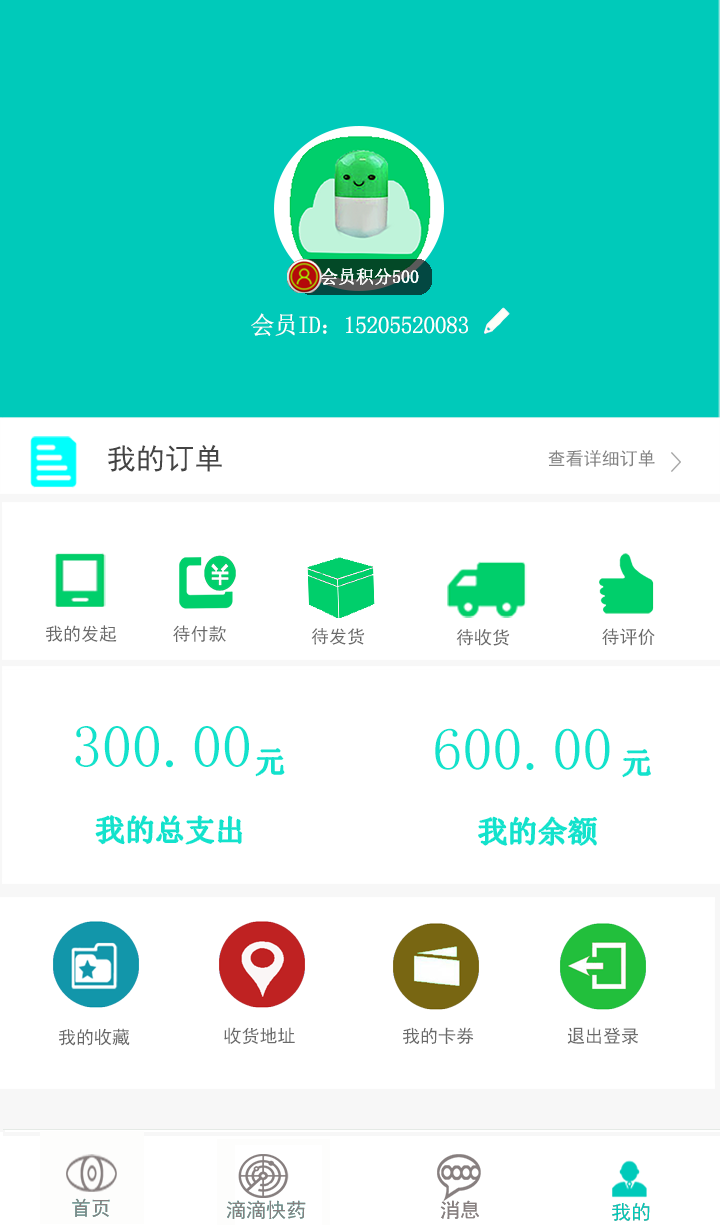 会员积分500
会员ID：15205520083
我的订单
查看详细订单
我的发起 待付款 待发货 待收货 待评价
300.00元 600.00元
我的总支出 我的余额
我的收藏 收货地址 我的卡券 退出登录
首页 滴滴快药 消息 我的